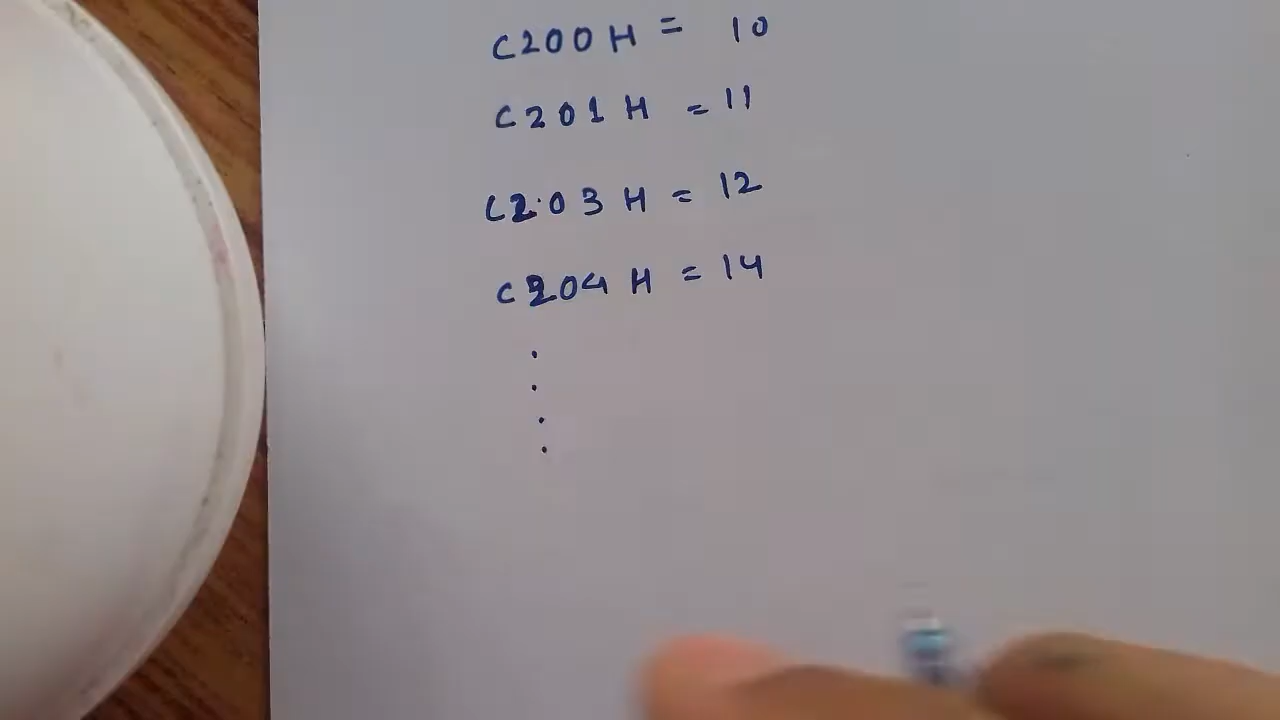 C200H = 10
C201H = 11
C203H = 12
C204H = 14